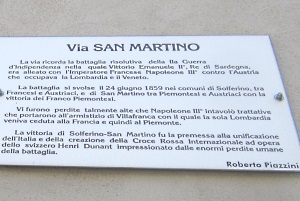 Via SAN MARTINO
La via ricorda la battaglia risolutiva della IIa Guerra
d'Indipendenza nella quale Vittorio Emanuele II°, Re di Sardegna,
era alleato con l'Imperatore Francese Napoleone III° contro l'Austria
che occupava la Lombardia e il Veneto.
La battaglia si svolse il 24 giugno 1859 nei comuni di Solferino, tra
Francesi e Austriaci, e di San Martino tra Piemontesi e Austriaci con la
vittoria dei Franco Piemontesi.
Vi furono perdite talmente alte che Napoleone III° intavolò trattative
che portarono all'armistizio di Villafranca con il quale la sola Lombardia
veniva ceduta alla Francia e quindi al Piemonte.
La vittoria di Solferino-San Martino fu la premessa alla unificazione
dell'Italia e della creazione della Croce Rossa Internazionale ad opera
dello svizzero Henri Dunant impressionato dalle enormi perdite umane
della battaglia.
Roberto Piazzini